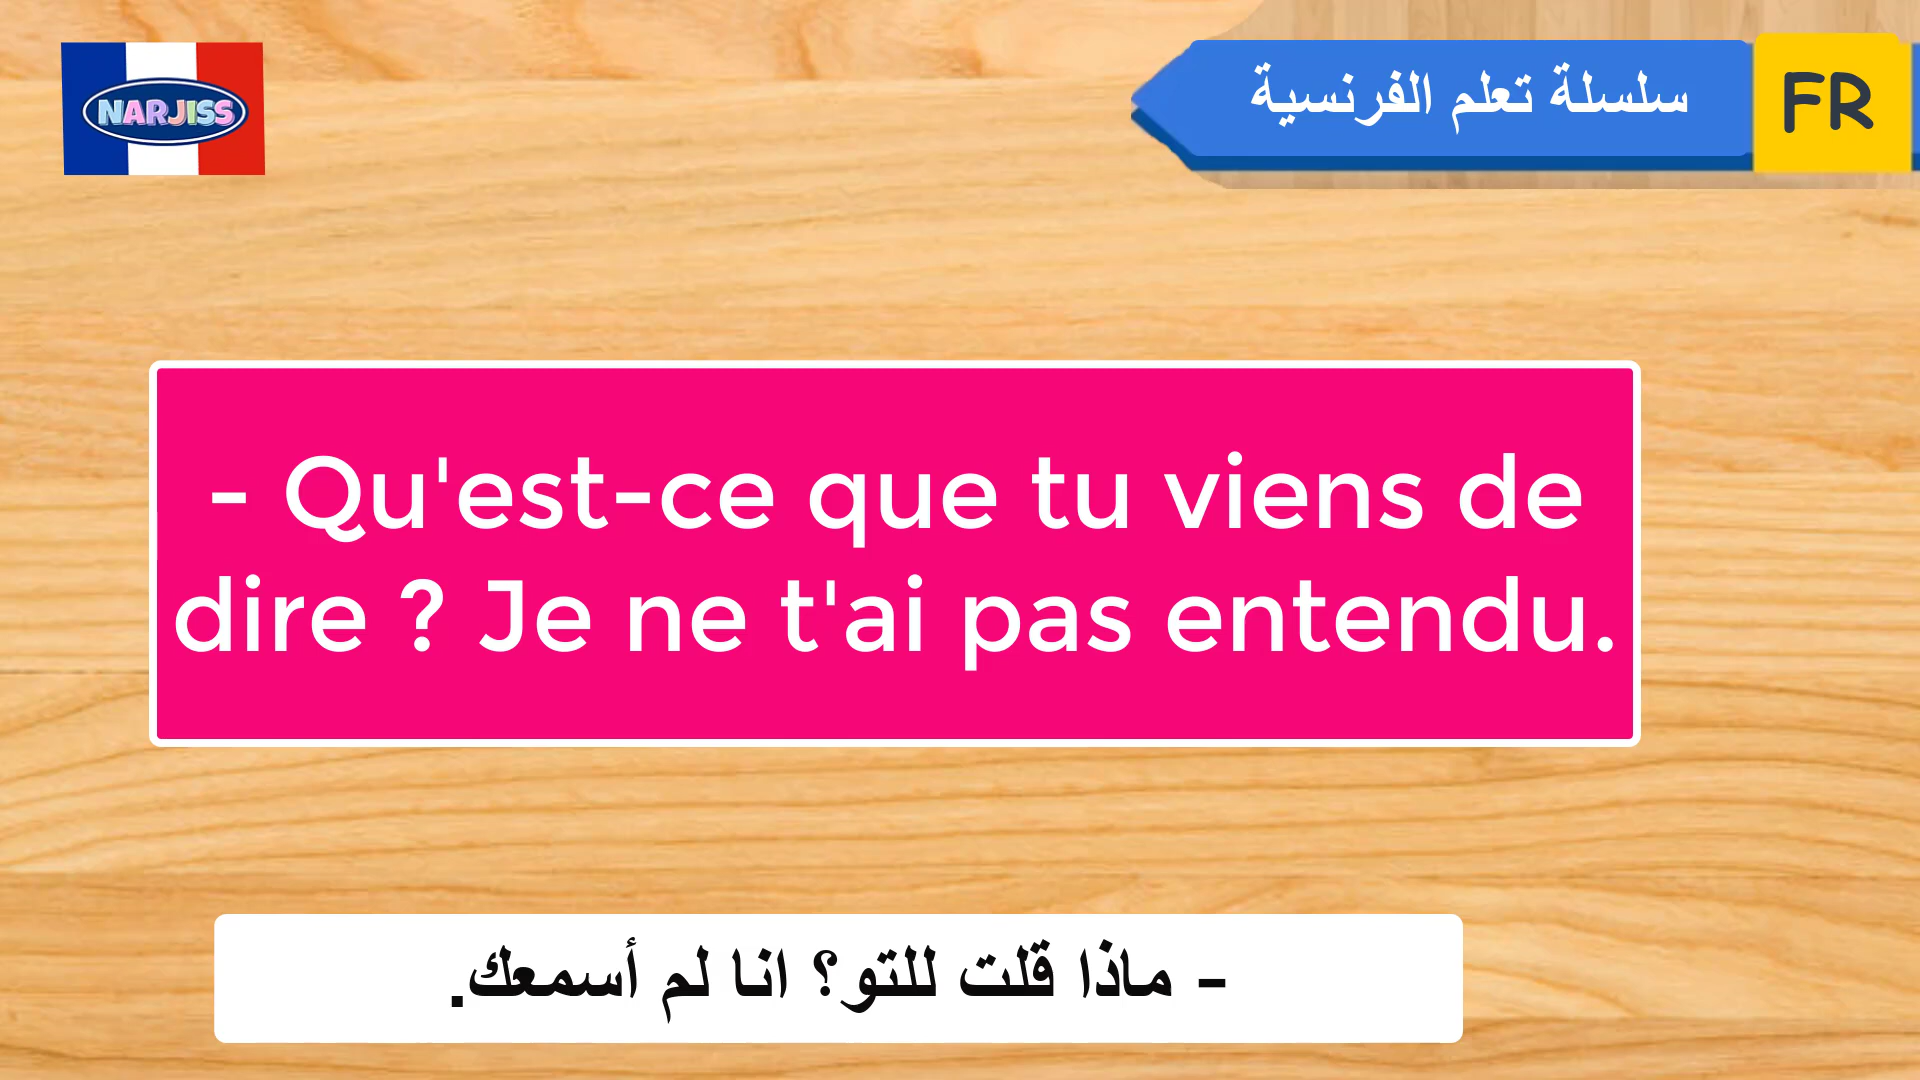 NARJISS
سلسلة تعلم الفرنسية
FR
- Qu'est-ce que tu viens de
dire ? Je ne t'ai pas entendu.
- ماذا قلت للتو؟ انا لم أسمعك.